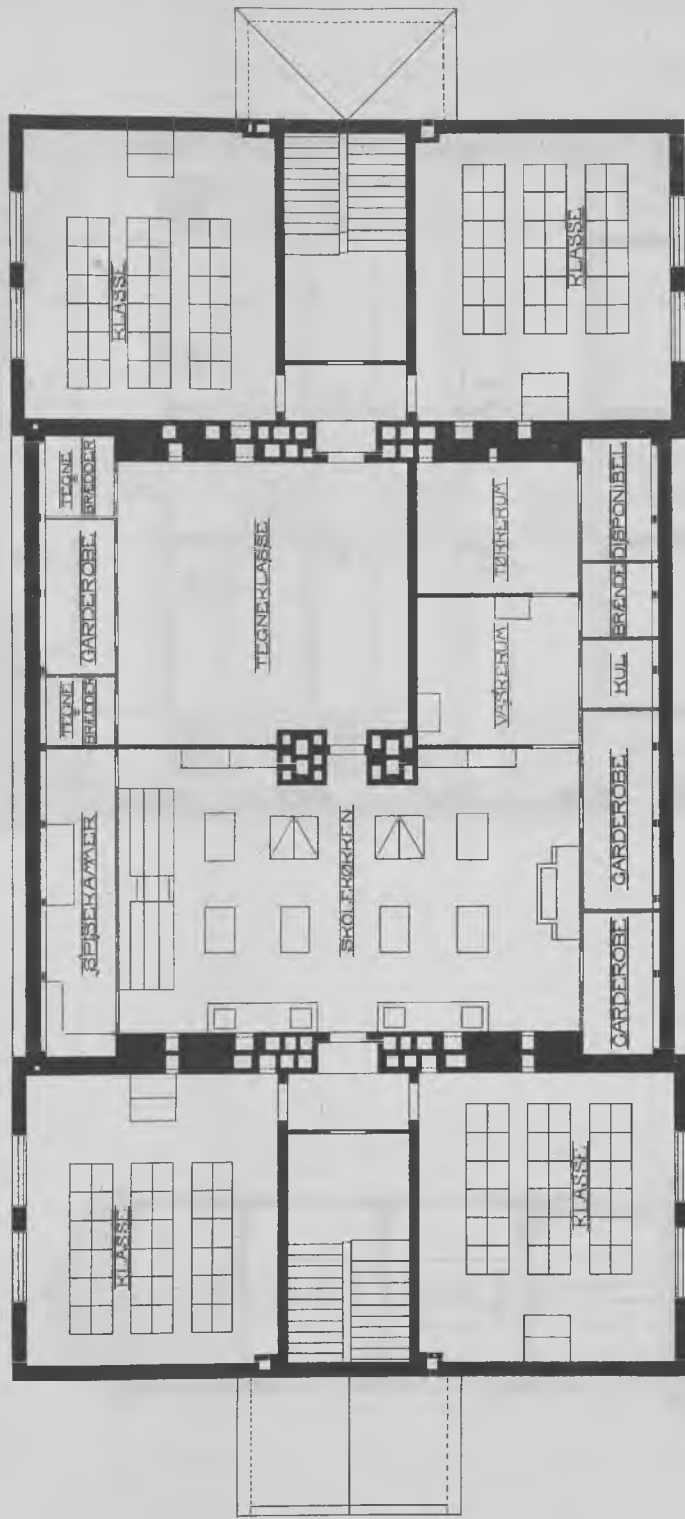 KLASSE
KLASSE
TEGNE
BRÆDDER
GARDEROBE
TEGNE
BRÆDDER
TEGNEKLASSE
TØRRERUM
VASKERUM
DISPONIBEL
BRÆNDE
KUL
GARDEROBE
GARDEROBE
SPISEKAMMER
SKOLEKØKKEN
KLASSE
KLASSE